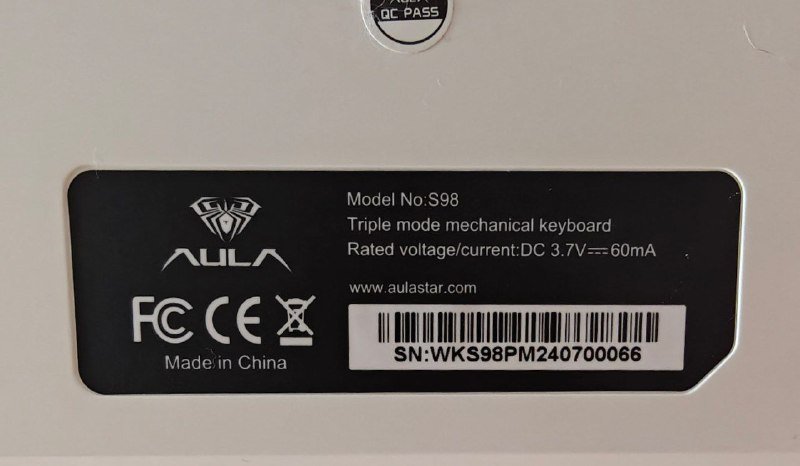 QC PASS
AULA
Model No:S98
Triple mode mechanical keyboard
Rated voltage/current:DC 3.7V⎓60mA
www.aulastar.com
FC CE
Made in China
SN:WKS98PM240700066